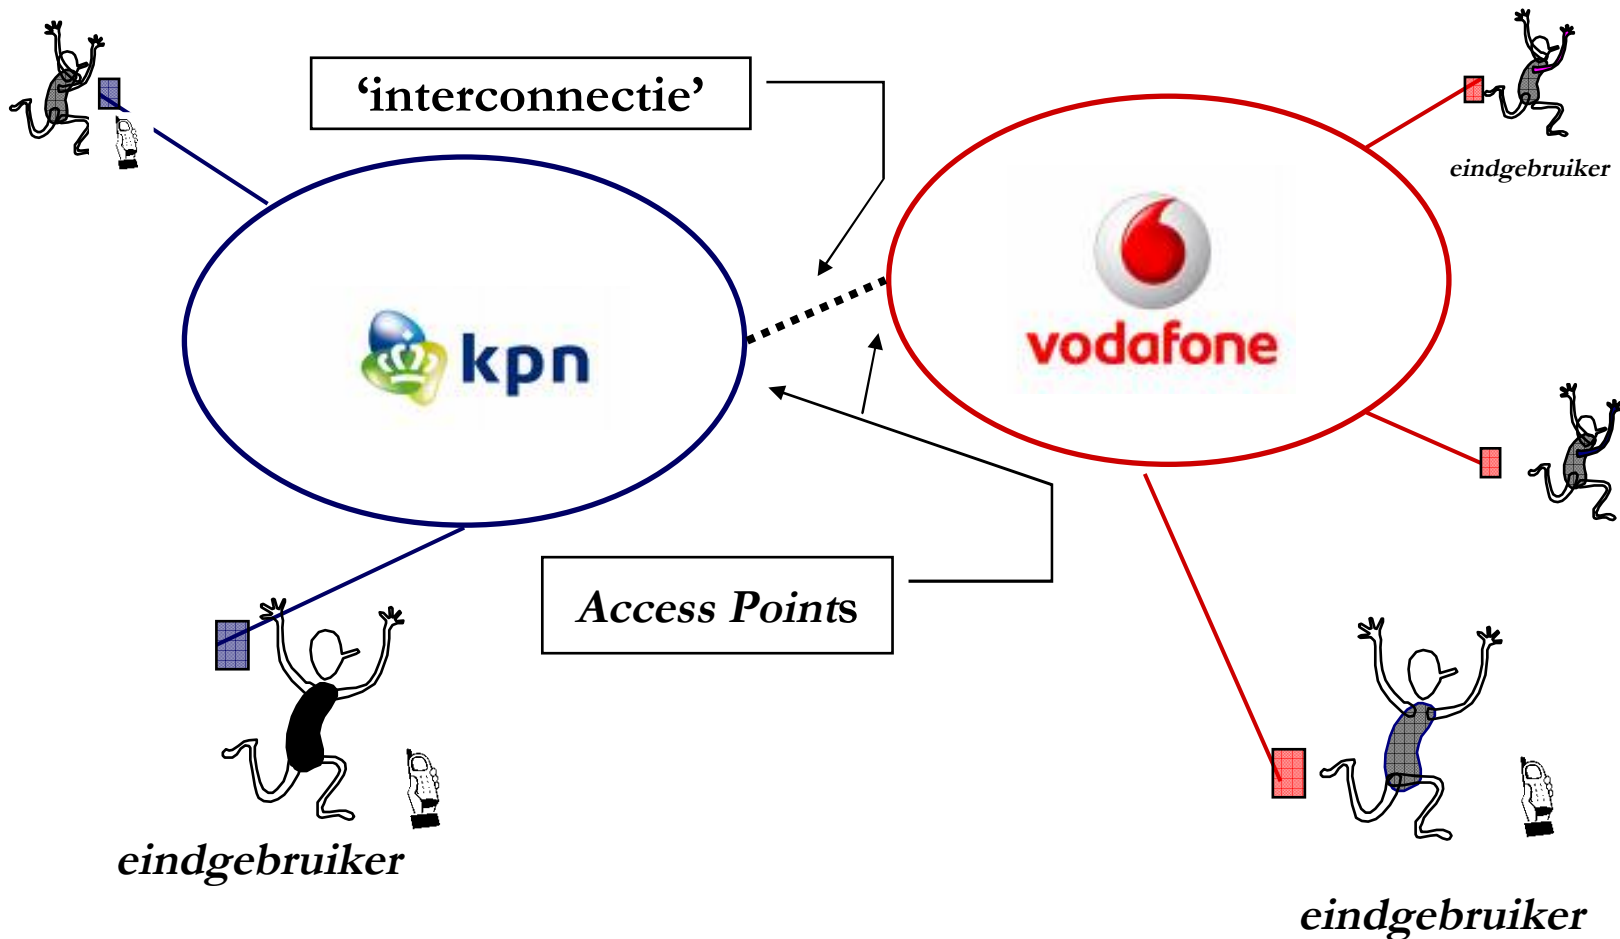 ‘interconnectie’
eindgebruiker
vodafone
kpn
Access Points
eindgebruiker
eindgebruiker